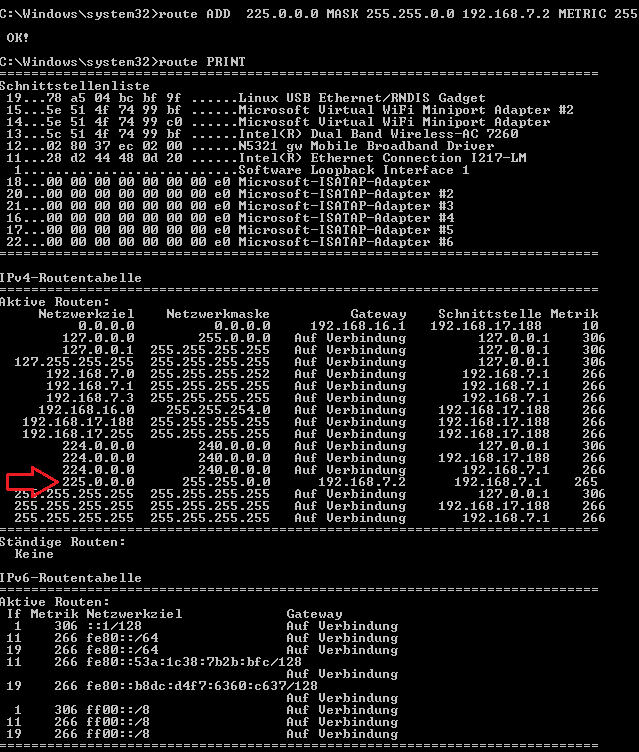 C:\Windows\system32>route ADD  225.0.0.0 MASK 255.255.0.0 192.168.7.2 METRIC 255
OK!
C:\Windows\system32>route PRINT
===========================================================================
Schnittstellenliste
19...78 a5 04 bc bf 9f ......Linux USB Ethernet/RNDIS Gadget
15...5e 51 4f 74 99 bf ......Microsoft Virtual WiFi Miniport Adapter #2
14...5e 51 4f 74 99 c0 ......Microsoft Virtual WiFi Miniport Adapter
13...5c 51 4f 74 99 bf ......Intel(R) Dual Band Wireless-AC 7260
12...02 80 37 ec 02 00 ......N5321 gw Mobile Broadband Driver
11...28 d2 44 48 0d 20 ......Intel(R) Ethernet Connection I217-LM
1...........................Software Loopback Interface 1
18...00 00 00 00 00 00 00 e0 Microsoft-ISATAP-Adapter
20...00 00 00 00 00 00 00 e0 Microsoft-ISATAP-Adapter #2
21...00 00 00 00 00 00 00 e0 Microsoft-ISATAP-Adapter #3
16...00 00 00 00 00 00 00 e0 Microsoft-ISATAP-Adapter #4
17...00 00 00 00 00 00 00 e0 Microsoft-ISATAP-Adapter #5
22...00 00 00 00 00 00 00 e0 Microsoft-ISATAP-Adapter #6
===========================================================================
IPv4-Routentabelle
===========================================================================
Aktive Routen:
Netzwerkziel    Netzwerkmaske          Gateway    Schnittstelle Metrik
0.0.0.0          0.0.0.0     192.168.16.1   192.168.17.188     10
127.0.0.0        255.0.0.0   Auf Verbindung         127.0.0.1    306
127.0.0.1  255.255.255.255   Auf Verbindung         127.0.0.1    306
127.255.255.255  255.255.255.255   Auf Verbindung         127.0.0.1    306
192.168.7.0  255.255.255.252   Auf Verbindung       192.168.7.1    266
192.168.7.1  255.255.255.255   Auf Verbindung       192.168.7.1    266
192.168.7.3  255.255.255.255   Auf Verbindung       192.168.7.1    266
192.168.16.0    255.255.254.0   Auf Verbindung    192.168.17.188    266
192.168.17.188  255.255.255.255   Auf Verbindung    192.168.17.188    266
192.168.17.255  255.255.255.255   Auf Verbindung    192.168.17.188    266
224.0.0.0        240.0.0.0   Auf Verbindung         127.0.0.1    306
224.0.0.0        240.0.0.0   Auf Verbindung    192.168.17.188    266
224.0.0.0        240.0.0.0   Auf Verbindung       192.168.7.1    266
225.0.0.0      255.255.0.0      192.168.7.2      192.168.7.1    265
255.255.255.255  255.255.255.255   Auf Verbindung         127.0.0.1    306
255.255.255.255  255.255.255.255   Auf Verbindung    192.168.17.188    266
255.255.255.255  255.255.255.255   Auf Verbindung       192.168.7.1    266
===========================================================================
Ständige Routen:
Keine
IPv6-Routentabelle
===========================================================================
Aktive Routen:
If Metrik Netzwerkziel             Gateway
1    306 ::1/128                  Auf Verbindung
11    266 fe80::/64                Auf Verbindung
19    266 fe80::/64                Auf Verbindung
11    266 fe80::53a:1c38:7b2b:bfc/128
Auf Verbindung
19    266 fe80::b8dc:d4f7:6360:c637/128
Auf Verbindung
1    306 ff00::/8                 Auf Verbindung
11    266 ff00::/8                 Auf Verbindung
19    266 ff00::/8                 Auf Verbindung
===========================================================================